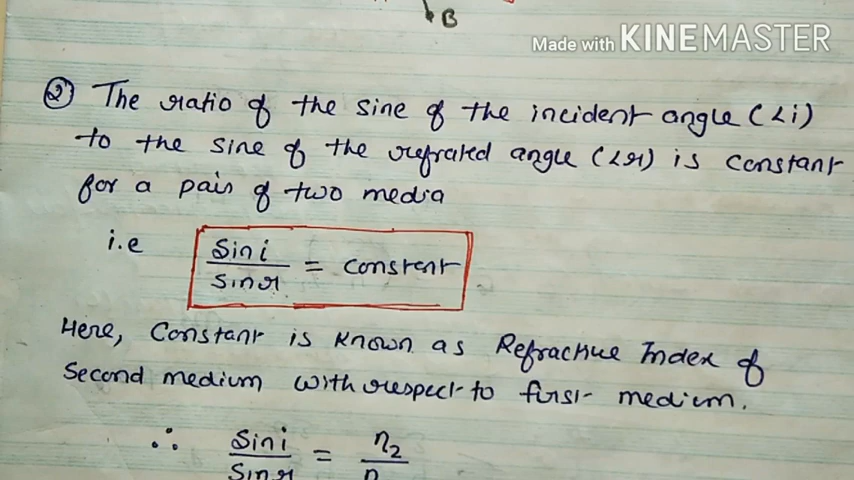 B
Made with KINEMASTER
② The ratio of the sine of the incident angle (∠i)
to the sine of the refrated angle (∠r) is constant
for a pair of two media
i.e sin i / sin r = constent
Here, Constant is known as Refractive Index of
Second medium with respect to first medium.
∴ sin i / sin r = n₂ / n